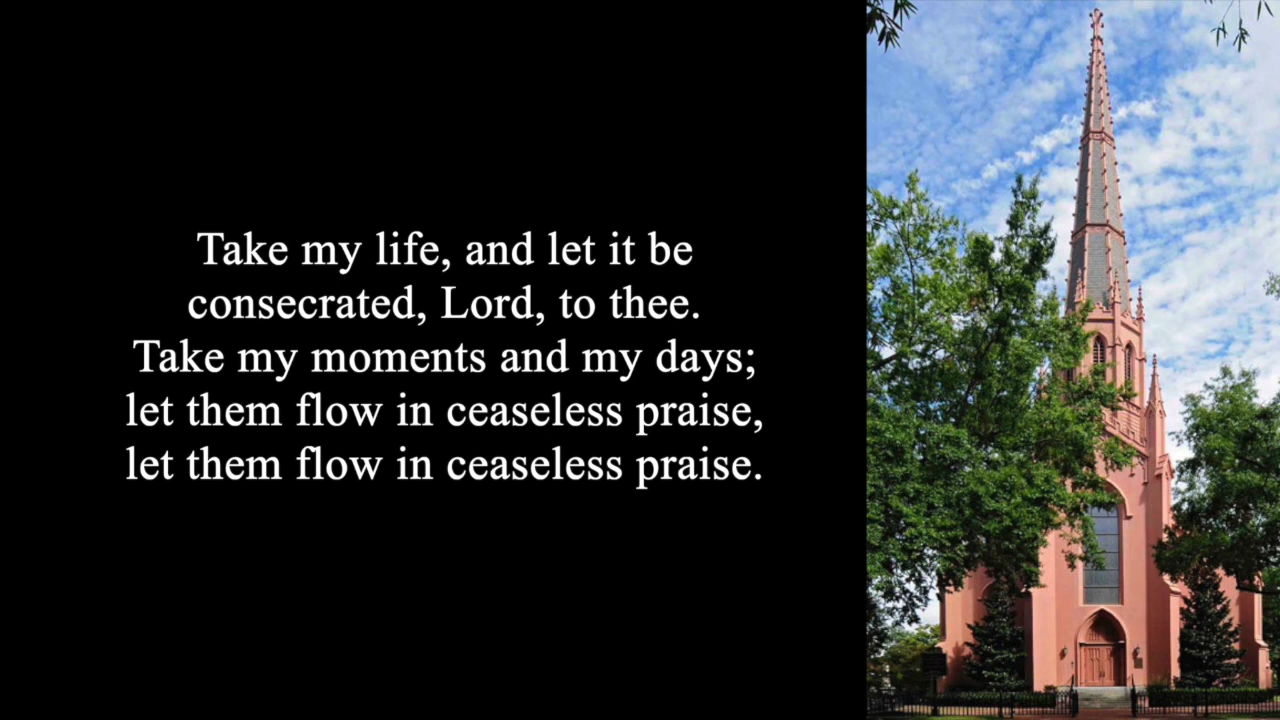 Take my life, and let it be
consecrated, Lord, to thee.
Take my moments and my days;
let them flow in ceaseless praise,
let them flow in ceaseless praise.